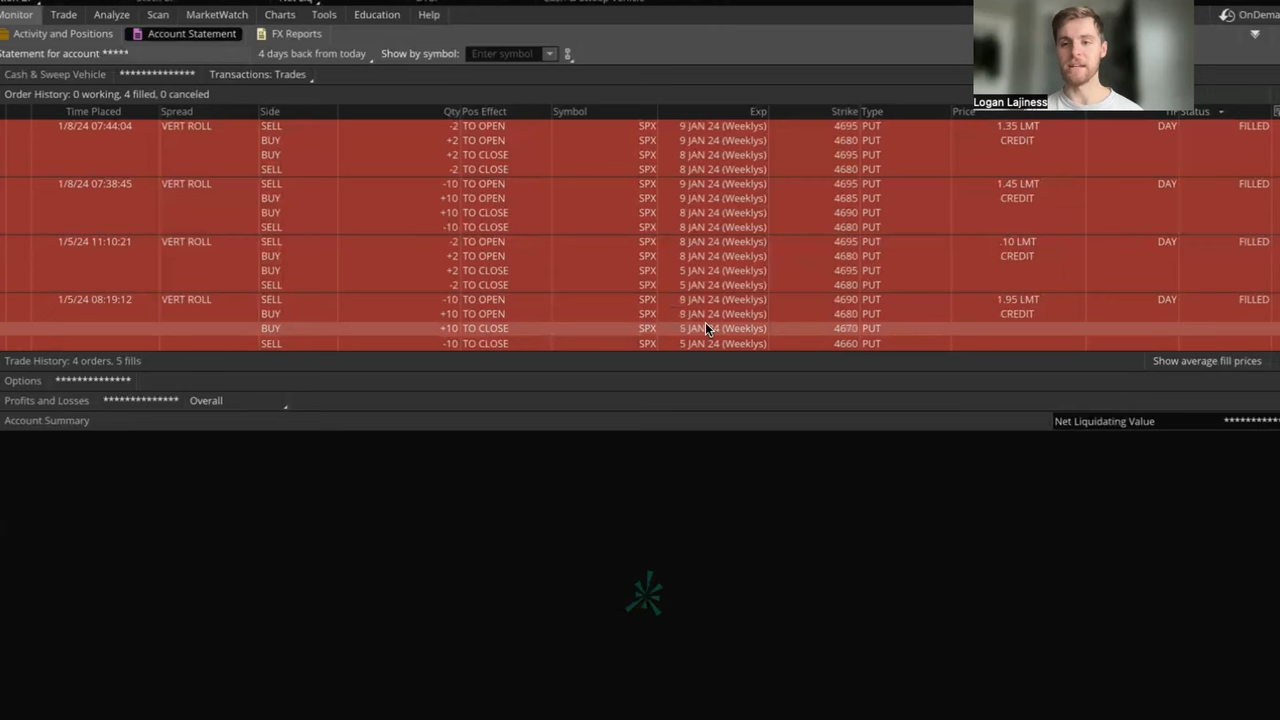 Monitor Trade Analyze Scan MarketWatch Charts Tools Education Help OnDema
Activity and Positions Account Statement FX Reports
Statement for account ***** 4 days back from today Show by symbol: Enter symbol
Cash & Sweep Vehicle ************** Transactions: Trades
Logan Lajiness
Order History: 0 working, 4 filled, 0 canceled
Time Placed Spread Side Qty Pos Effect Symbol Exp Strike Type Price TIF Status
1/8/24 07:44:04 VERT ROLL SELL -2 TO OPEN SPX 9 JAN 24 (Weeklys) 4695 PUT 1.35 LMT DAY FILLED
BUY +2 TO OPEN SPX 9 JAN 24 (Weeklys) 4680 PUT CREDIT
BUY +2 TO CLOSE SPX 8 JAN 24 (Weeklys) 4695 PUT
SELL -2 TO CLOSE SPX 8 JAN 24 (Weeklys) 4680 PUT
1/8/24 07:38:45 VERT ROLL SELL -10 TO OPEN SPX 9 JAN 24 (Weeklys) 4695 PUT 1.45 LMT DAY FILLED
BUY +10 TO OPEN SPX 9 JAN 24 (Weeklys) 4685 PUT CREDIT
BUY +10 TO CLOSE SPX 8 JAN 24 (Weeklys) 4690 PUT
SELL -10 TO CLOSE SPX 8 JAN 24 (Weeklys) 4680 PUT
1/5/24 11:10:21 VERT ROLL SELL -2 TO OPEN SPX 8 JAN 24 (Weeklys) 4695 PUT .10 LMT DAY FILLED
BUY +2 TO OPEN SPX 8 JAN 24 (Weeklys) 4680 PUT CREDIT
BUY +2 TO CLOSE SPX 5 JAN 24 (Weeklys) 4695 PUT
SELL -2 TO CLOSE SPX 5 JAN 24 (Weeklys) 4680 PUT
1/5/24 08:19:12 VERT ROLL SELL -10 TO OPEN SPX 8 JAN 24 (Weeklys) 4690 PUT 1.95 LMT DAY FILLED
BUY +10 TO OPEN SPX 8 JAN 24 (Weeklys) 4680 PUT CREDIT
BUY +10 TO CLOSE SPX 5 JAN 24 (Weeklys) 4670 PUT
SELL -10 TO CLOSE SPX 5 JAN 24 (Weeklys) 4660 PUT
Trade History: 4 orders, 5 fills Show average fill prices
Options **************
Profits and Losses ************** Overall
Account Summary Net Liquidating Value **********